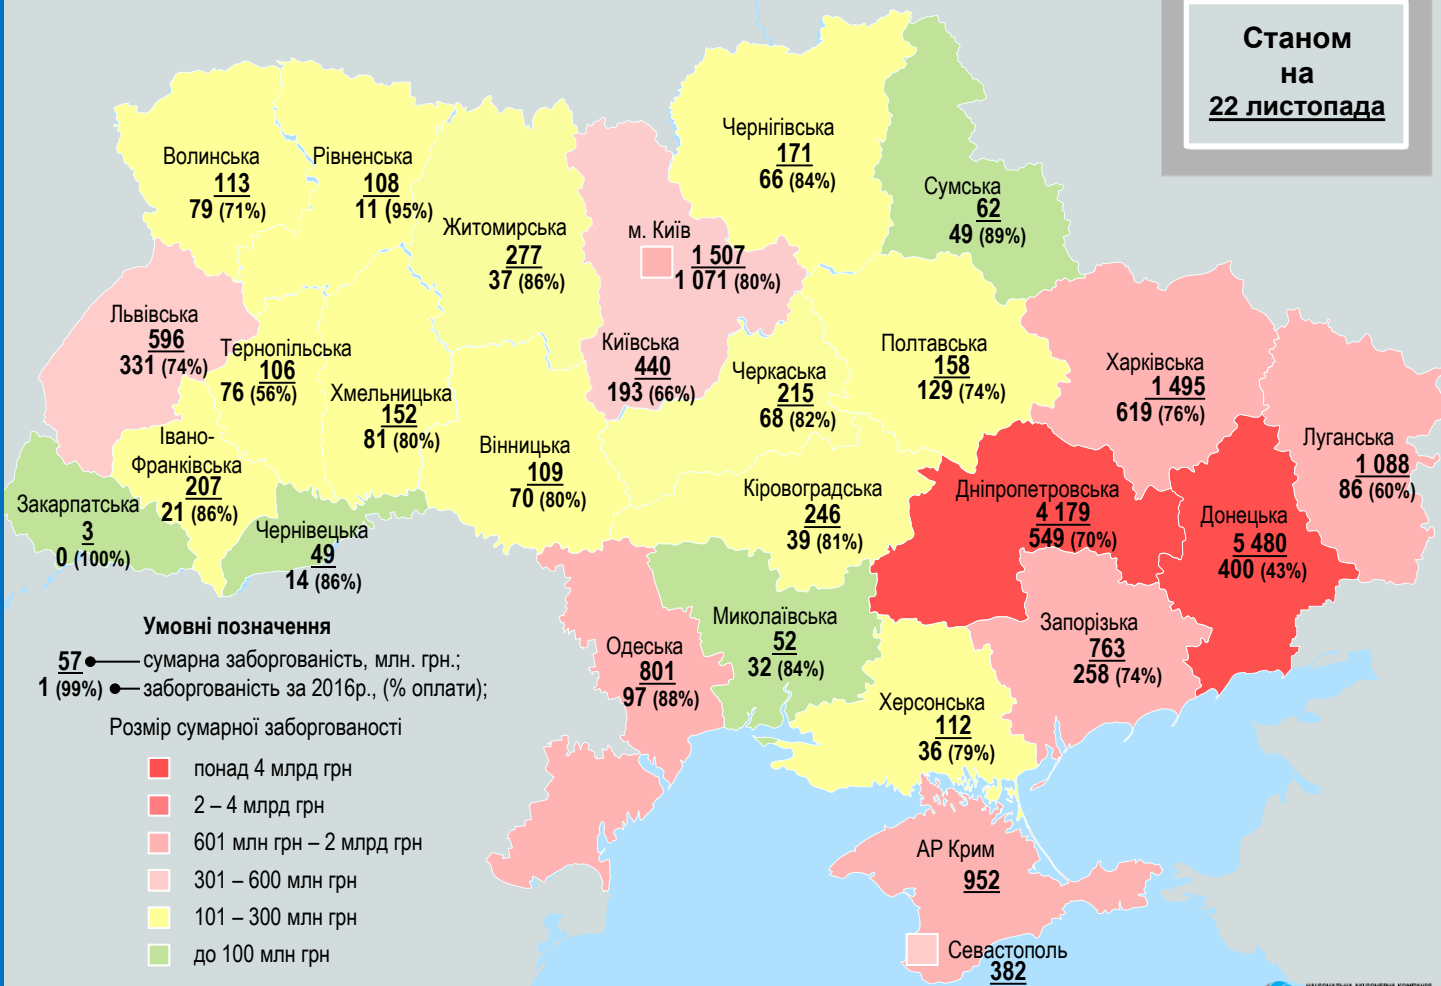 Станом
на
22 листопада
Волинська
113
79 (71%)
Рівненська
108
11 (95%)
Житомирська
277
37 (86%)
м. Київ
1 507
1 071 (80%)
Чернігівська
171
66 (84%)
Сумська
62
49 (89%)
Львівська
596
331 (74%)
Тернопільська
106
76 (56%)
Хмельницька
152
81 (80%)
Київська
440
193 (66%)
Черкаська
215
68 (82%)
Полтавська
158
129 (74%)
Харківська
1 495
619 (76%)
Луганська
1 088
86 (60%)
Івано-
Франківська
207
21 (86%)
Вінницька
109
70 (80%)
Закарпатська
3
0 (100%)
Чернівецька
49
14 (86%)
Кіровоградська
246
39 (81%)
Дніпропетровська
4 179
549 (70%)
Донецька
5 480
400 (43%)
Одеська
801
97 (88%)
Миколаївська
52
32 (84%)
Запорізька
763
258 (74%)
Херсонська
112
36 (79%)
АР Крим
952
Севастополь
382
Умовні позначення
57 сумарна заборгованість, млн. грн.;
1 (99%) заборгованість за 2016р., (% оплати);
Розмір сумарної заборгованості
понад 4 млрд грн
2 – 4 млрд грн
601 млн грн – 2 млрд грн
301 – 600 млн грн
101 – 300 млн грн
до 100 млн грн